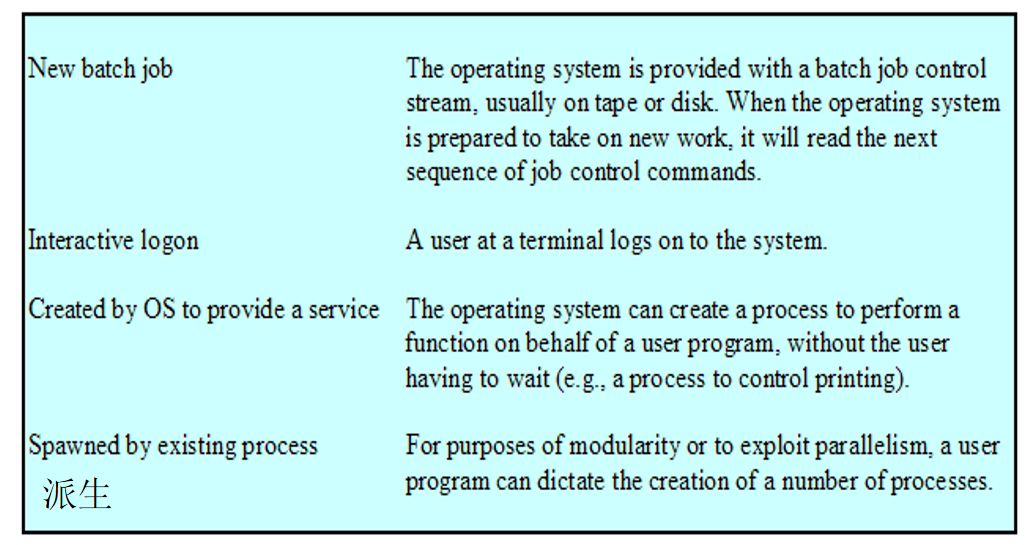 New batch job
The operating system is provided with a batch job control
stream, usually on tape or disk. When the operating system
is prepared to take on new work, it will read the next
sequence of job control commands.
Interactive logon
A user at a terminal logs on to the system.
Created by OS to provide a service
The operating system can create a process to perform a
function on behalf of a user program, without the user
having to wait (e.g., a process to control printing).
Spawned by existing process
派生
For purposes of modularity or to exploit parallelism, a user
program can dictate the creation of a number of processes.